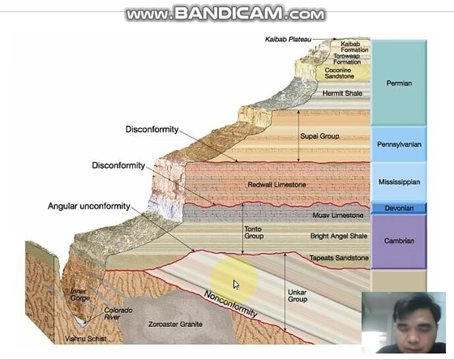 www.BANDICAM.com
Kaibab Plateau
Kaibab
Formation
Toroweap
Formation
Coconino
Sandstone
Permian
Hermit Shale
Disconformity
Supai Group
Pennsylvanian
Disconformity
Redwall Limestone
Mississippian
Angular unconformity
Devonian
Muav Limestone
Tonto
Group
Bright Angel Shale
Cambrian
Tapeats Sandstone
Inner
Gorge
Colorado
River
Nonconformity
Unkar
Group
Zoroaster Granite
Vishnu Schist